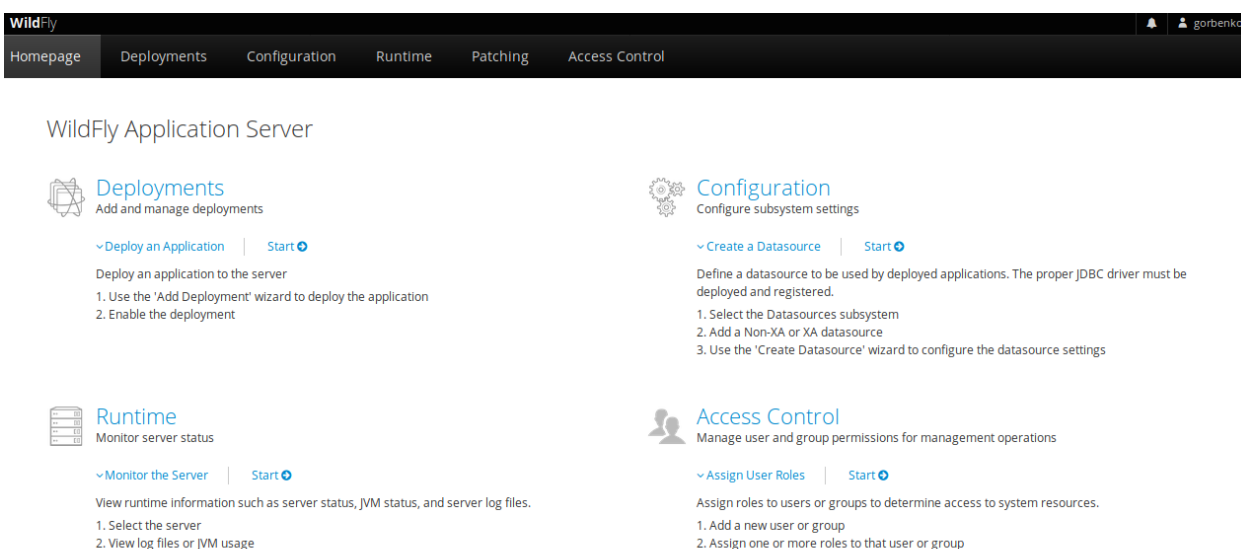 WildFly
gorbenko
Homepage Deployments Configuration Runtime Patching Access Control
WildFly Application Server
Deployments
Add and manage deployments
Deploy an Application Start
Deploy an application to the server
1. Use the 'Add Deployment' wizard to deploy the application
2. Enable the deployment
Configuration
Configure subsystem settings
Create a Datasource Start
Define a datasource to be used by deployed applications. The proper JDBC driver must be
deployed and registered.
1. Select the Datasources subsystem
2. Add a Non-XA or XA datasource
3. Use the 'Create Datasource' wizard to configure the datasource settings
Runtime
Monitor server status
Monitor the Server Start
View runtime information such as server status, JVM status, and server log files.
1. Select the server
2. View log files or JVM usage
Access Control
Manage user and group permissions for management operations
Assign User Roles Start
Assign roles to users or groups to determine access to system resources.
1. Add a new user or group
2. Assign one or more roles to that user or group